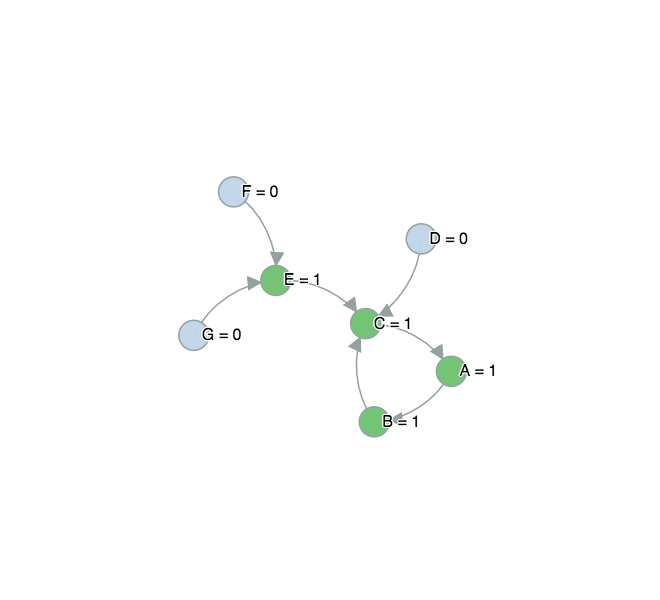 F = 0
D = 0
E = 1
C = 1
G = 0
A = 1
B = 1